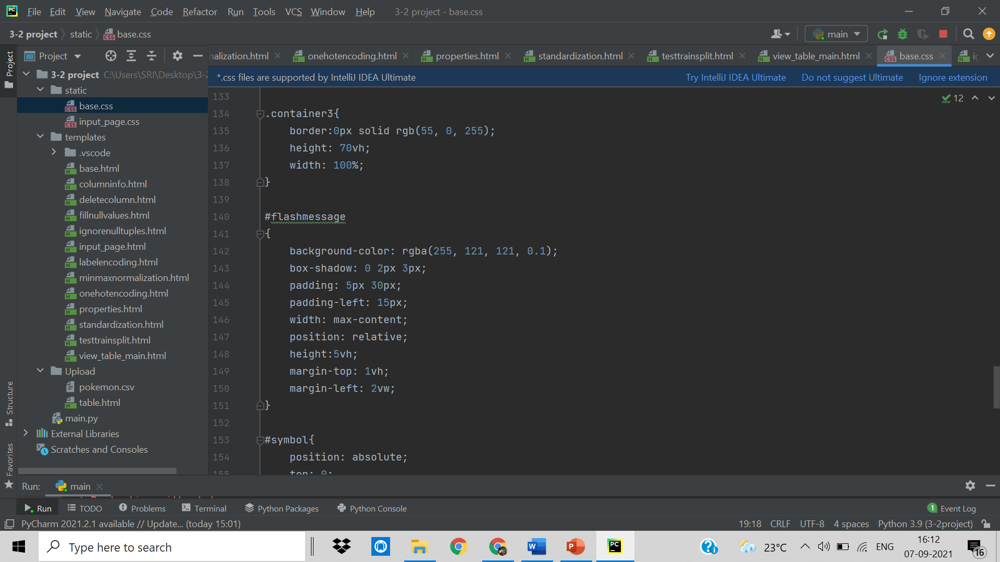 File Edit View Navigate Code Refactor Run Tools VCS Window Help 3-2 project - base.css
3-2 project static base.css main
Project
nalization.html onehotencoding.html properties.html standardization.html testtrainsplit.html view_table_main.html base.css
*.css files are supported by IntelliJ IDEA Ultimate Try IntelliJ IDEA Ultimate Do not suggest Ultimate Ignore extension
12
Project
3-2 project C:\Users\SRI\Desktop\3-2
static
base.css
input_page.css
templates
.vscode
base.html
columninfo.html
deletecolumn.html
fillnullvalues.html
ignorenulltuples.html
input_page.html
labelencoding.html
minmaxnormalization.html
onehotencoding.html
properties.html
standardization.html
testtrainsplit.html
view_table_main.html
Upload
pokemon.csv
table.html
main.py
External Libraries
Scratches and Consoles
Structure
Favorites
133
134 .container3{
135 border:0px solid rgb(55, 0, 255);
136 height: 70vh;
137 width: 100%;
138 }
139
140 #flashmessage
141 {
142 background-color: rgba(255, 121, 121, 0.1);
143 box-shadow: 0 2px 3px;
144 padding: 5px 30px;
145 padding-left: 15px;
146 width: max-content;
147 position: relative;
148 height:5vh;
149 margin-top: 1vh;
150 margin-left: 2vw;
151 }
152
153 #symbol{
154 position: absolute;
155 top: 0;
Run: main
Run TODO Problems Terminal Python Packages Python Console 1 Event Log
PyCharm 2021.2.1 available // Update... (today 15:01) 19:18 CRLF UTF-8 4 spaces Python 3.9 (3-2project)
Type here to search
23°C ENG 16:12
07-09-2021
16